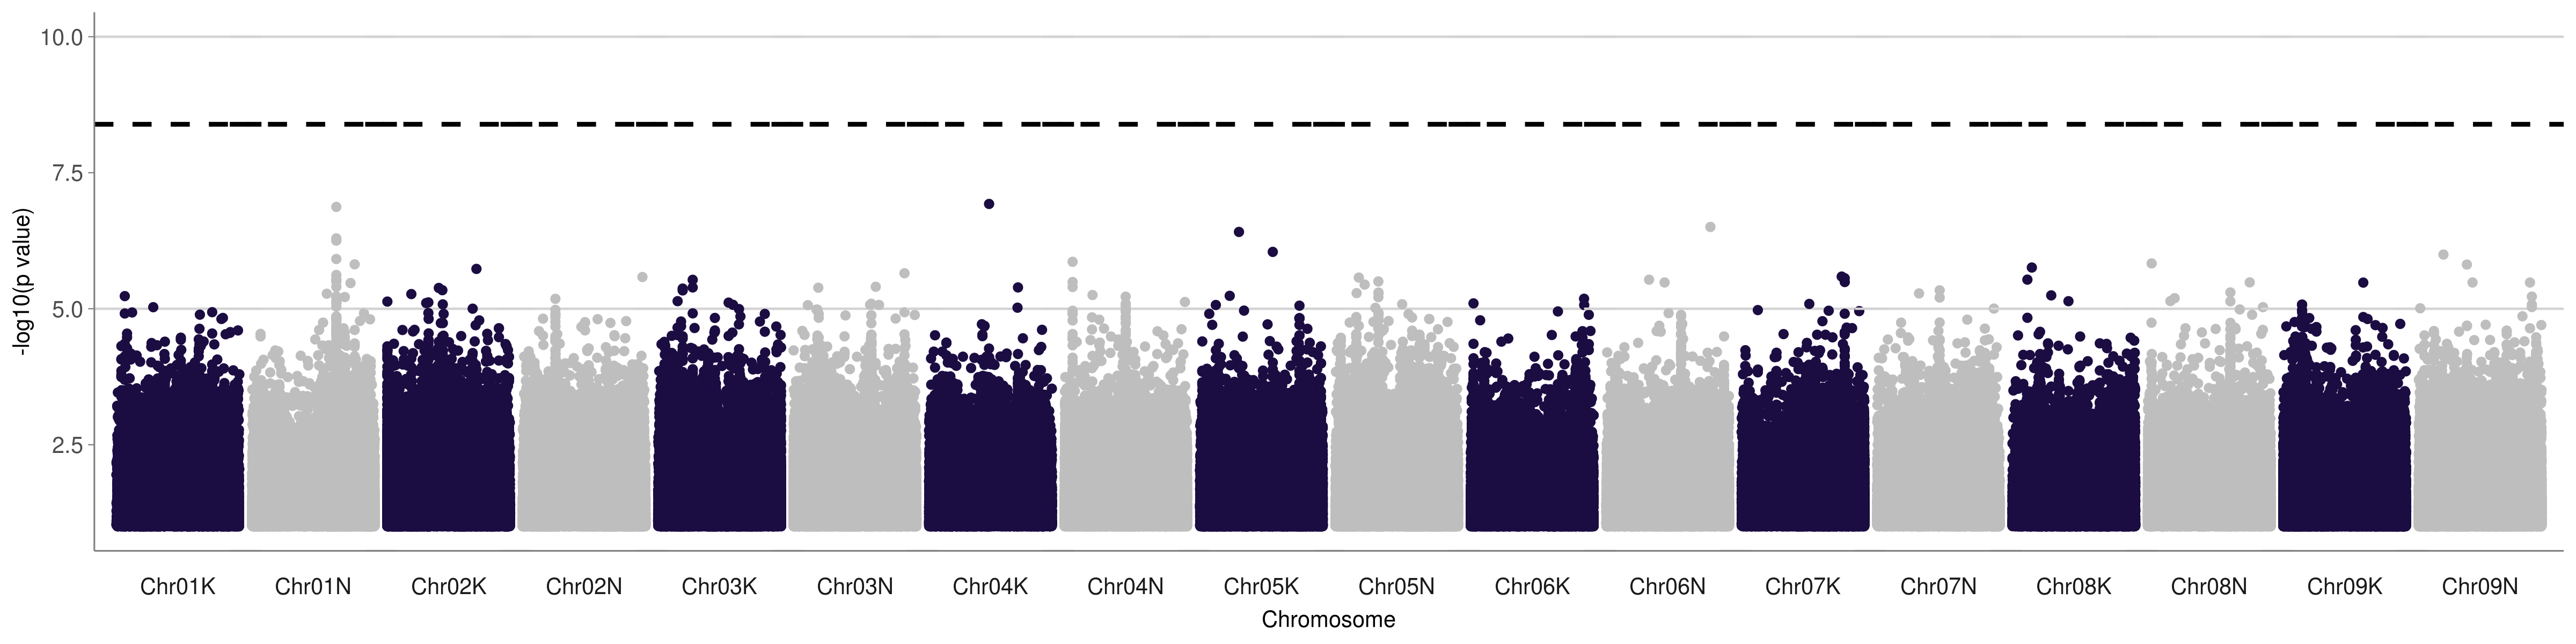 10.0
7.5
5.0
2.5
-log10(p value)
Chr01K Chr01N Chr02K Chr02N Chr03K Chr03N Chr04K Chr04N Chr05K Chr05N Chr06K Chr06N Chr07K Chr07N Chr08K Chr08N Chr09K Chr09N
Chromosome